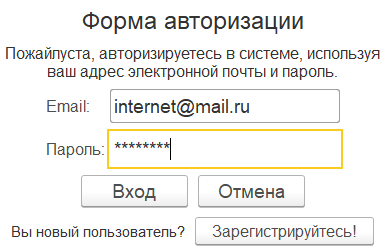 Форма авторизации
Пожайлуста, авторизируетесь в системе, используя
ваш адрес электронной почты и пароль.
Email: internet@mail.ru
Пароль: ********
Вход Отмена
Вы новый пользователь? Зарегистрируйтесь!